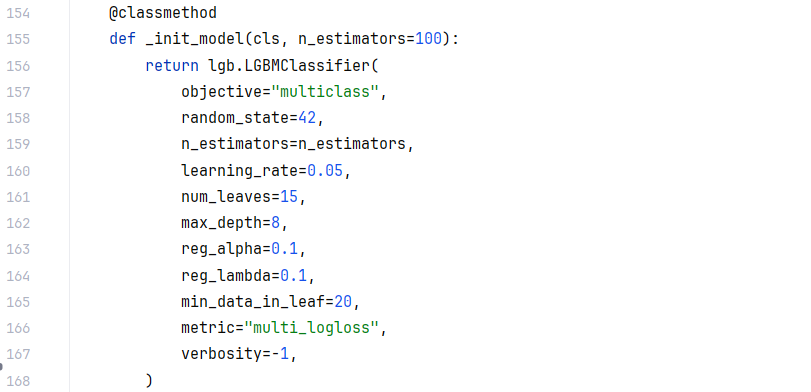 154 @classmethod
155 def _init_model(cls, n_estimators=100):
156 return lgb.LGBMClassifier(
157 objective="multiclass",
158 random_state=42,
159 n_estimators=n_estimators,
160 learning_rate=0.05,
161 num_leaves=15,
162 max_depth=8,
163 reg_alpha=0.1,
164 reg_lambda=0.1,
165 min_data_in_leaf=20,
166 metric="multi_logloss",
167 verbosity=-1,
168 )